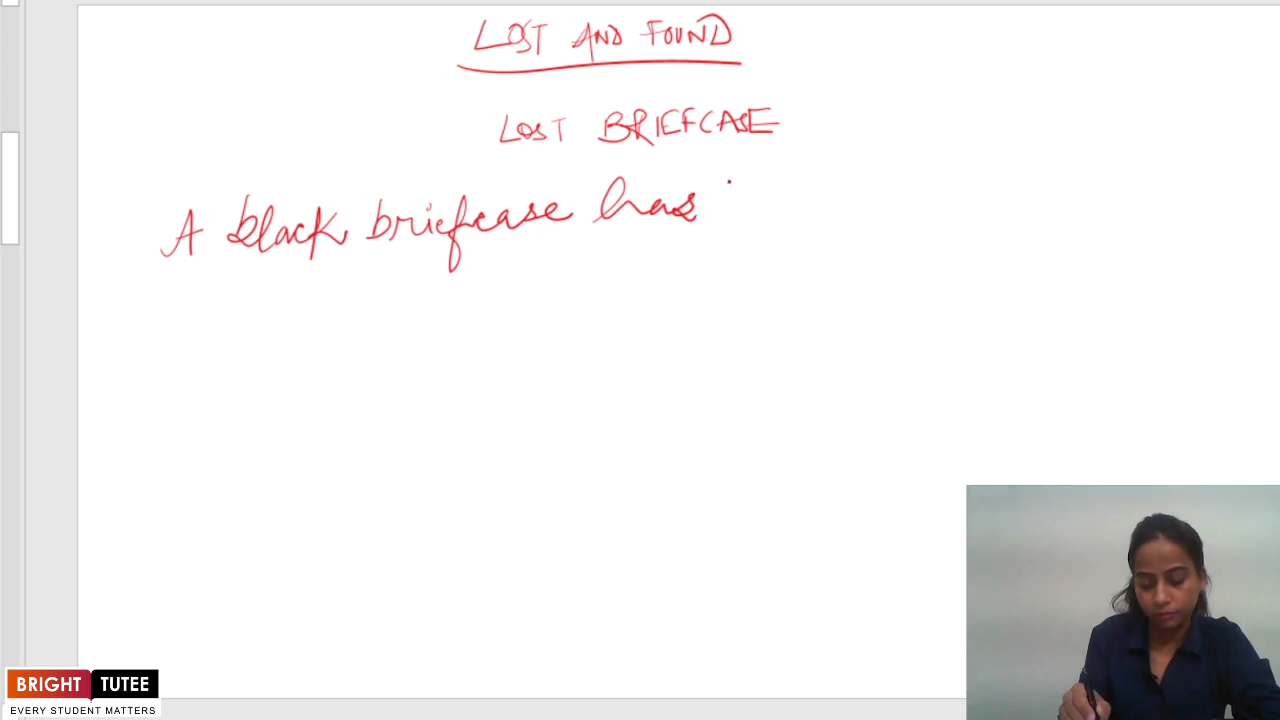 LOST AND FOUND
LOST BRIEFCASE
A black briefcase has
BRIGHT TUTEE
EVERY STUDENT MATTERS